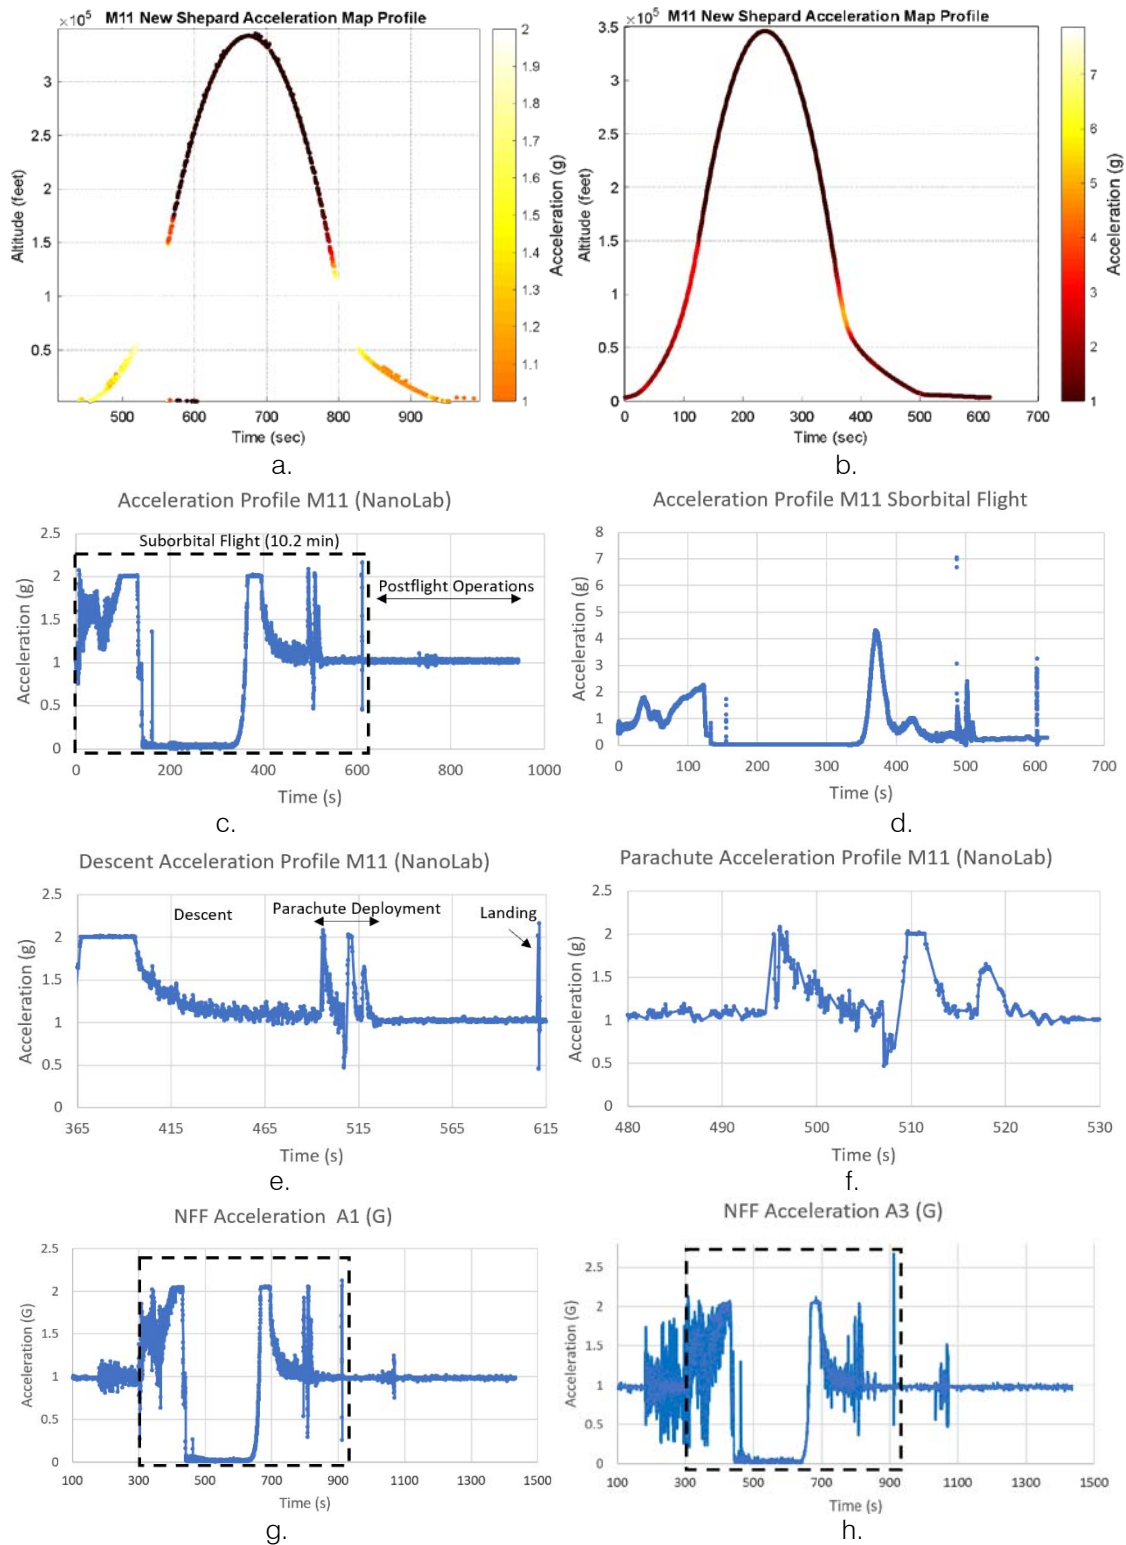 M11 New Shepard Acceleration Map Profile
×10⁵
Altitude (feet)
3
2.5
2
1.5
1
0.5
500 600 700 800 900
Time (sec)
2
1.9
1.8
1.7
1.6
1.5
1.4
1.3
1.2
1.1
1
Acceleration (g)
a.
M11 New Shepard Acceleration Map Profile
×10⁵
Altitude (feet)
3.5
3
2.5
2
1.5
1
0.5
0
0 100 200 300 400 500 600 700
Time (sec)
7
6
5
4
3
2
1
Acceleration (g)
b.
Acceleration Profile M11 (NanoLab)
Acceleration (g)
2.5
2
1.5
1
0.5
0
Suborbital Flight (10.2 min)
Postflight Operations
0 200 400 600 800 1000
Time (s)
c.
Acceleration Profile M11 Sborbital Flight
Acceleration (g)
8
7
6
5
4
3
2
1
0
0 100 200 300 400 500 600 700
Time (s)
d.
Descent Acceleration Profile M11 (NanoLab)
Acceleration (g)
2.5
2
1.5
1
0.5
0
Descent
Parachute Deployment
Landing
365 415 465 515 565 615
Time (s)
e.
Parachute Acceleration Profile M11 (NanoLab)
Acceleration (g)
2.5
2
1.5
1
0.5
0
480 490 500 510 520 530
Time (s)
f.
NFF Acceleration A1 (G)
Acceleration (G)
2.5
2
1.5
1
0.5
0
100 300 500 700 900 1100 1300 1500
Time (s)
g.
NFF Acceleration A3 (G)
Acceleration (G)
2.5
2
1.5
1
0.5
0
100 300 500 700 900 1100 1300 1500
Time (s)
h.